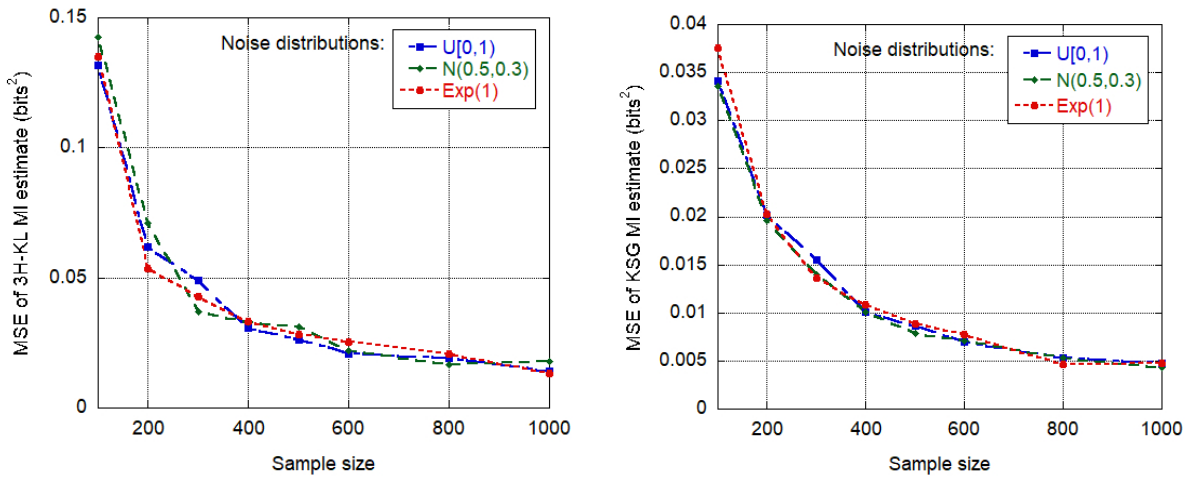 MSE of 3H-KL MI estimate (bits²)
0.15
0.1
0.05
0
Noise distributions:
U[0,1)
N(0.5,0.3)
Exp(1)
200 400 600 800 1000
Sample size
MSE of KSG MI estimate (bits²)
0.04
0.035
0.03
0.025
0.02
0.015
0.01
0.005
0
Noise distributions:
U[0,1)
N(0.5,0.3)
Exp(1)
200 400 600 800 1000
Sample size